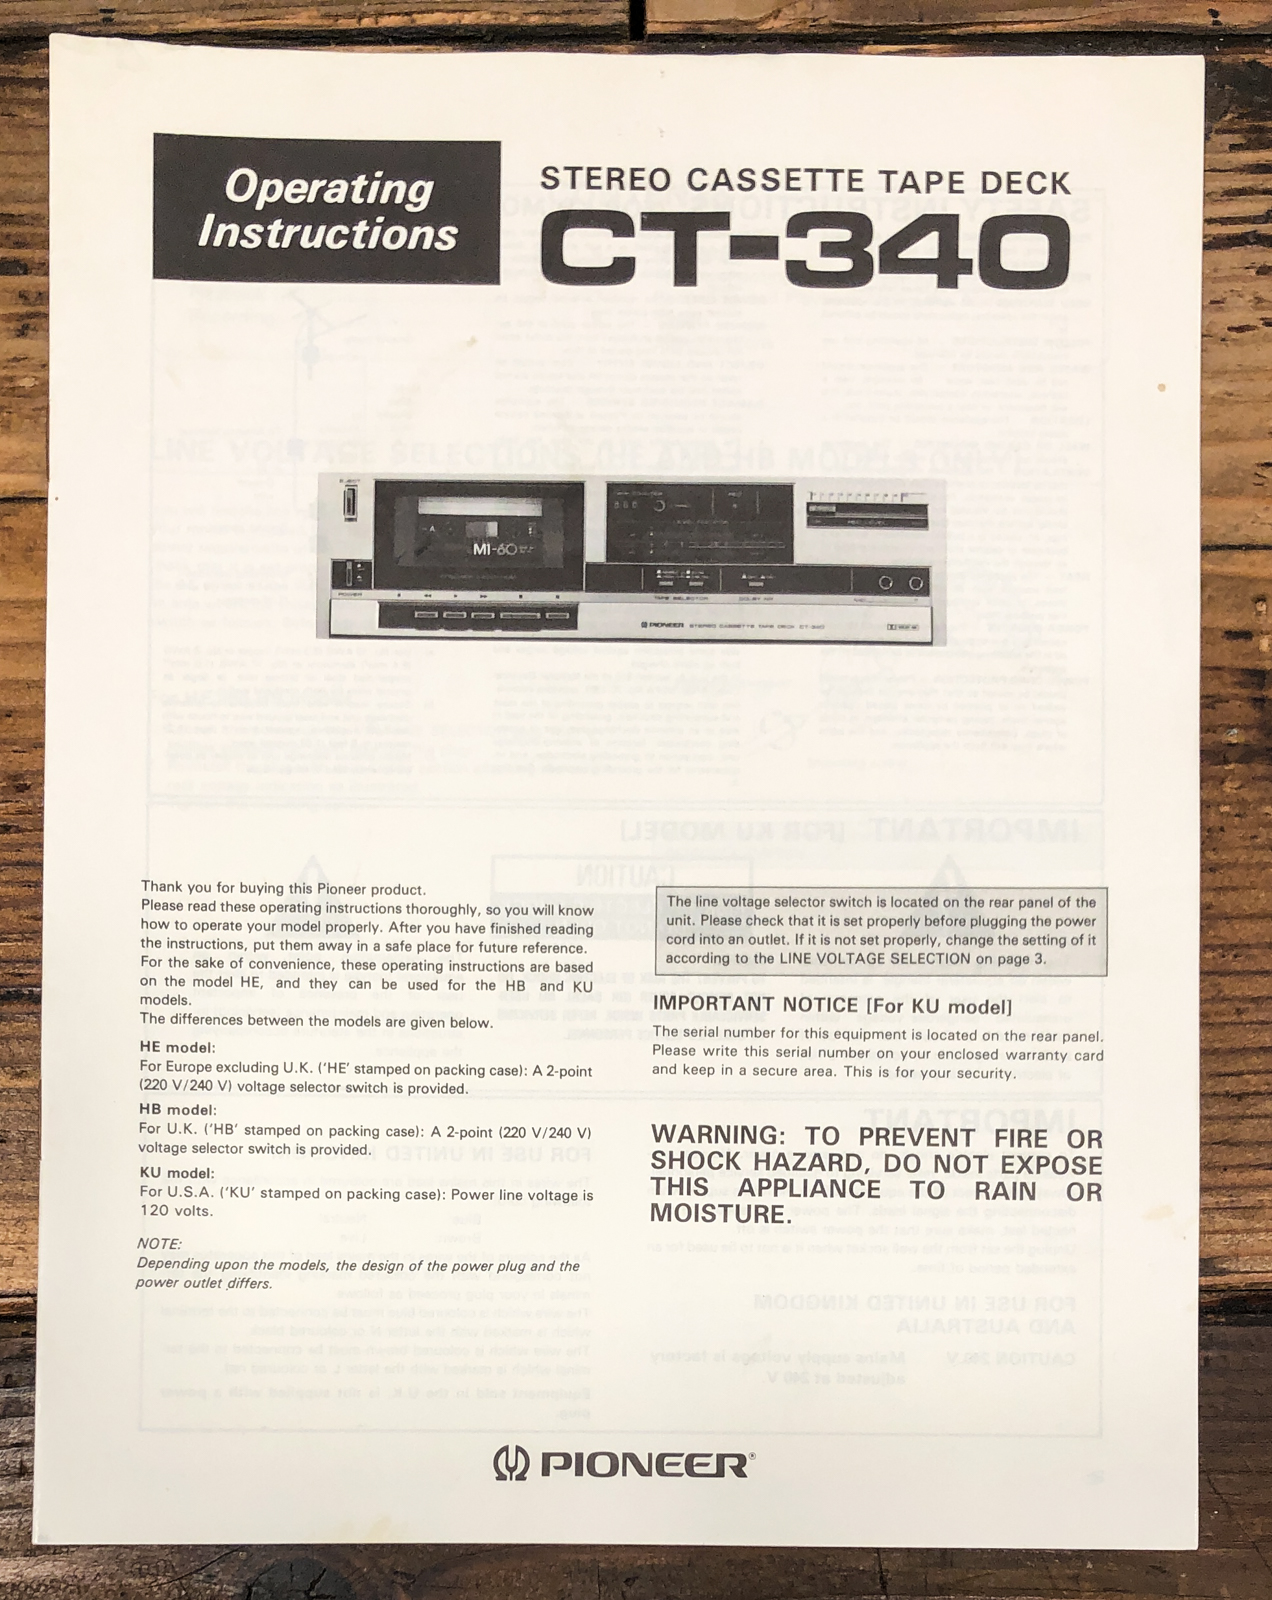 Operating
Instructions
STEREO CASSETTE TAPE DECK
CT-340
EJECT
A
MI-60
POWER
TAPE SELECTOR
DOLBY NR
PIONEER STEREO CASSETTE TAPE DECK CT-340
Thank you for buying this Pioneer product.
Please read these operating instructions thoroughly, so you will know
how to operate your model properly. After you have finished reading
the instructions, put them away in a safe place for future reference.
For the sake of convenience, these operating instructions are based
on the model HE, and they can be used for the HB and KU
models.
The differences between the models are given below.
HE model:
For Europe excluding U.K. ('HE' stamped on packing case): A 2-point
(220 V/240 V) voltage selector switch is provided.
HB model:
For U.K. ('HB' stamped on packing case): A 2-point (220 V/240 V)
voltage selector switch is provided.
KU model:
For U.S.A. ('KU' stamped on packing case): Power line voltage is
120 volts.
NOTE:
Depending upon the models, the design of the power plug and the
power outlet differs.
The line voltage selector switch is located on the rear panel of the
unit. Please check that it is set properly before plugging the power
cord into an outlet. If it is not set properly, change the setting of it
according to the LINE VOLTAGE SELECTION on page 3.
IMPORTANT NOTICE [For KU model]
The serial number for this equipment is located on the rear panel.
Please write this serial number on your enclosed warranty card
and keep in a secure area. This is for your security.
WARNING: TO PREVENT FIRE OR
SHOCK HAZARD, DO NOT EXPOSE
THIS APPLIANCE TO RAIN OR
MOISTURE.
PIONEER®